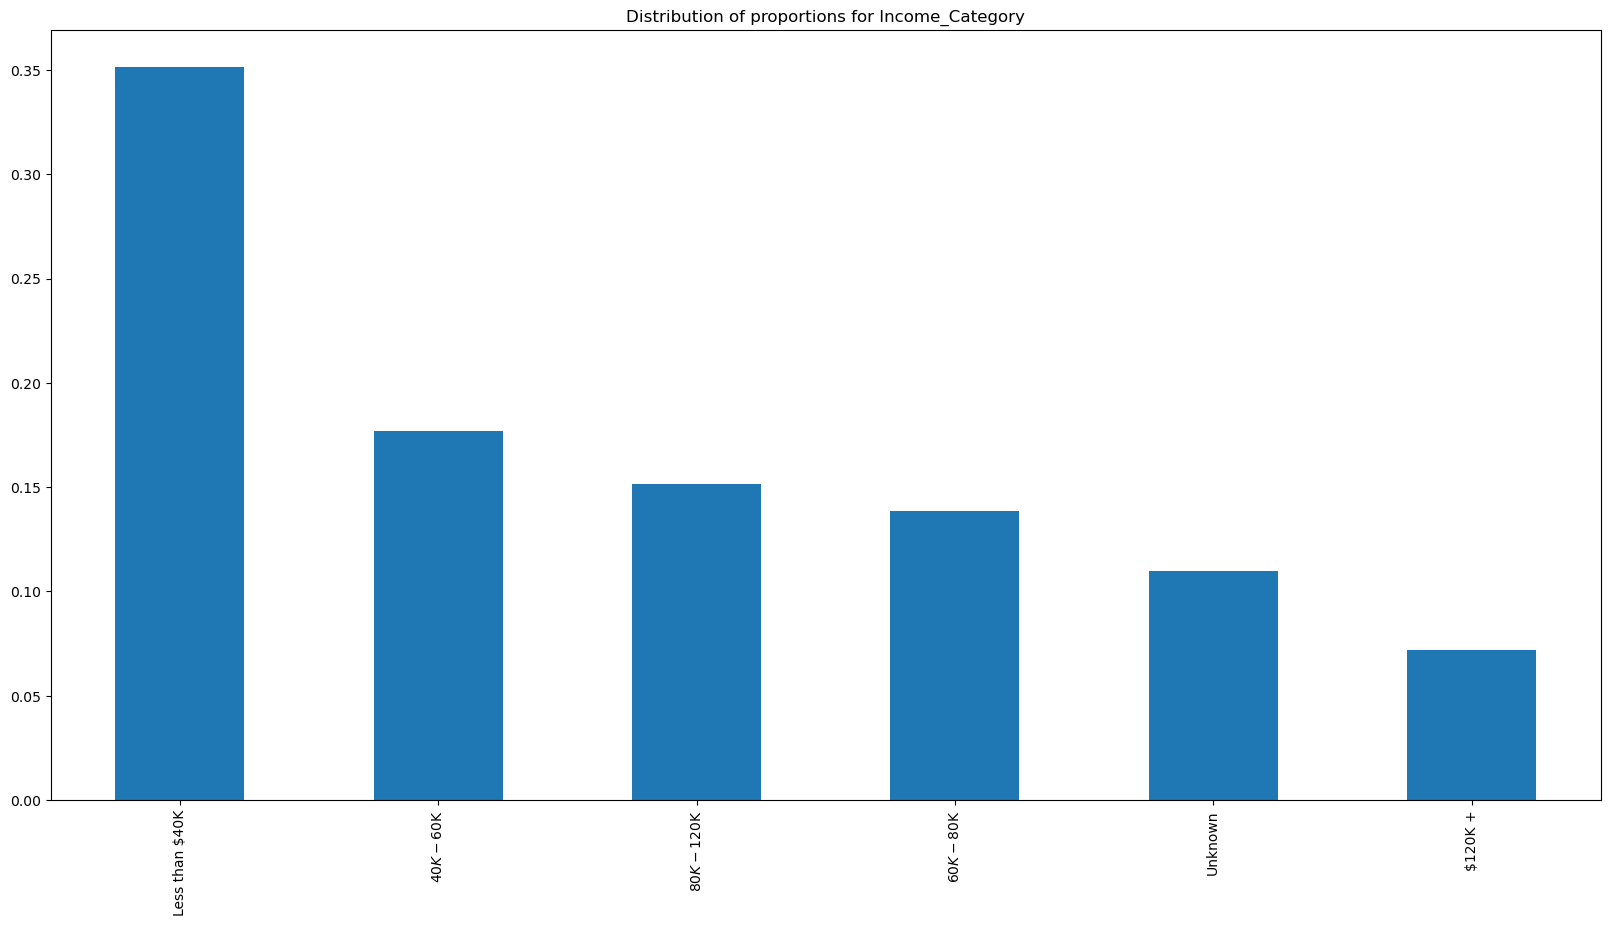 Distribution of proportions for Income_Category
0.35
0.30
0.25
0.20
0.15
0.10
0.05
0.00
Less than $40K
40K − 60K
80K − 120K
60K − 80K
Unknown
$120K +